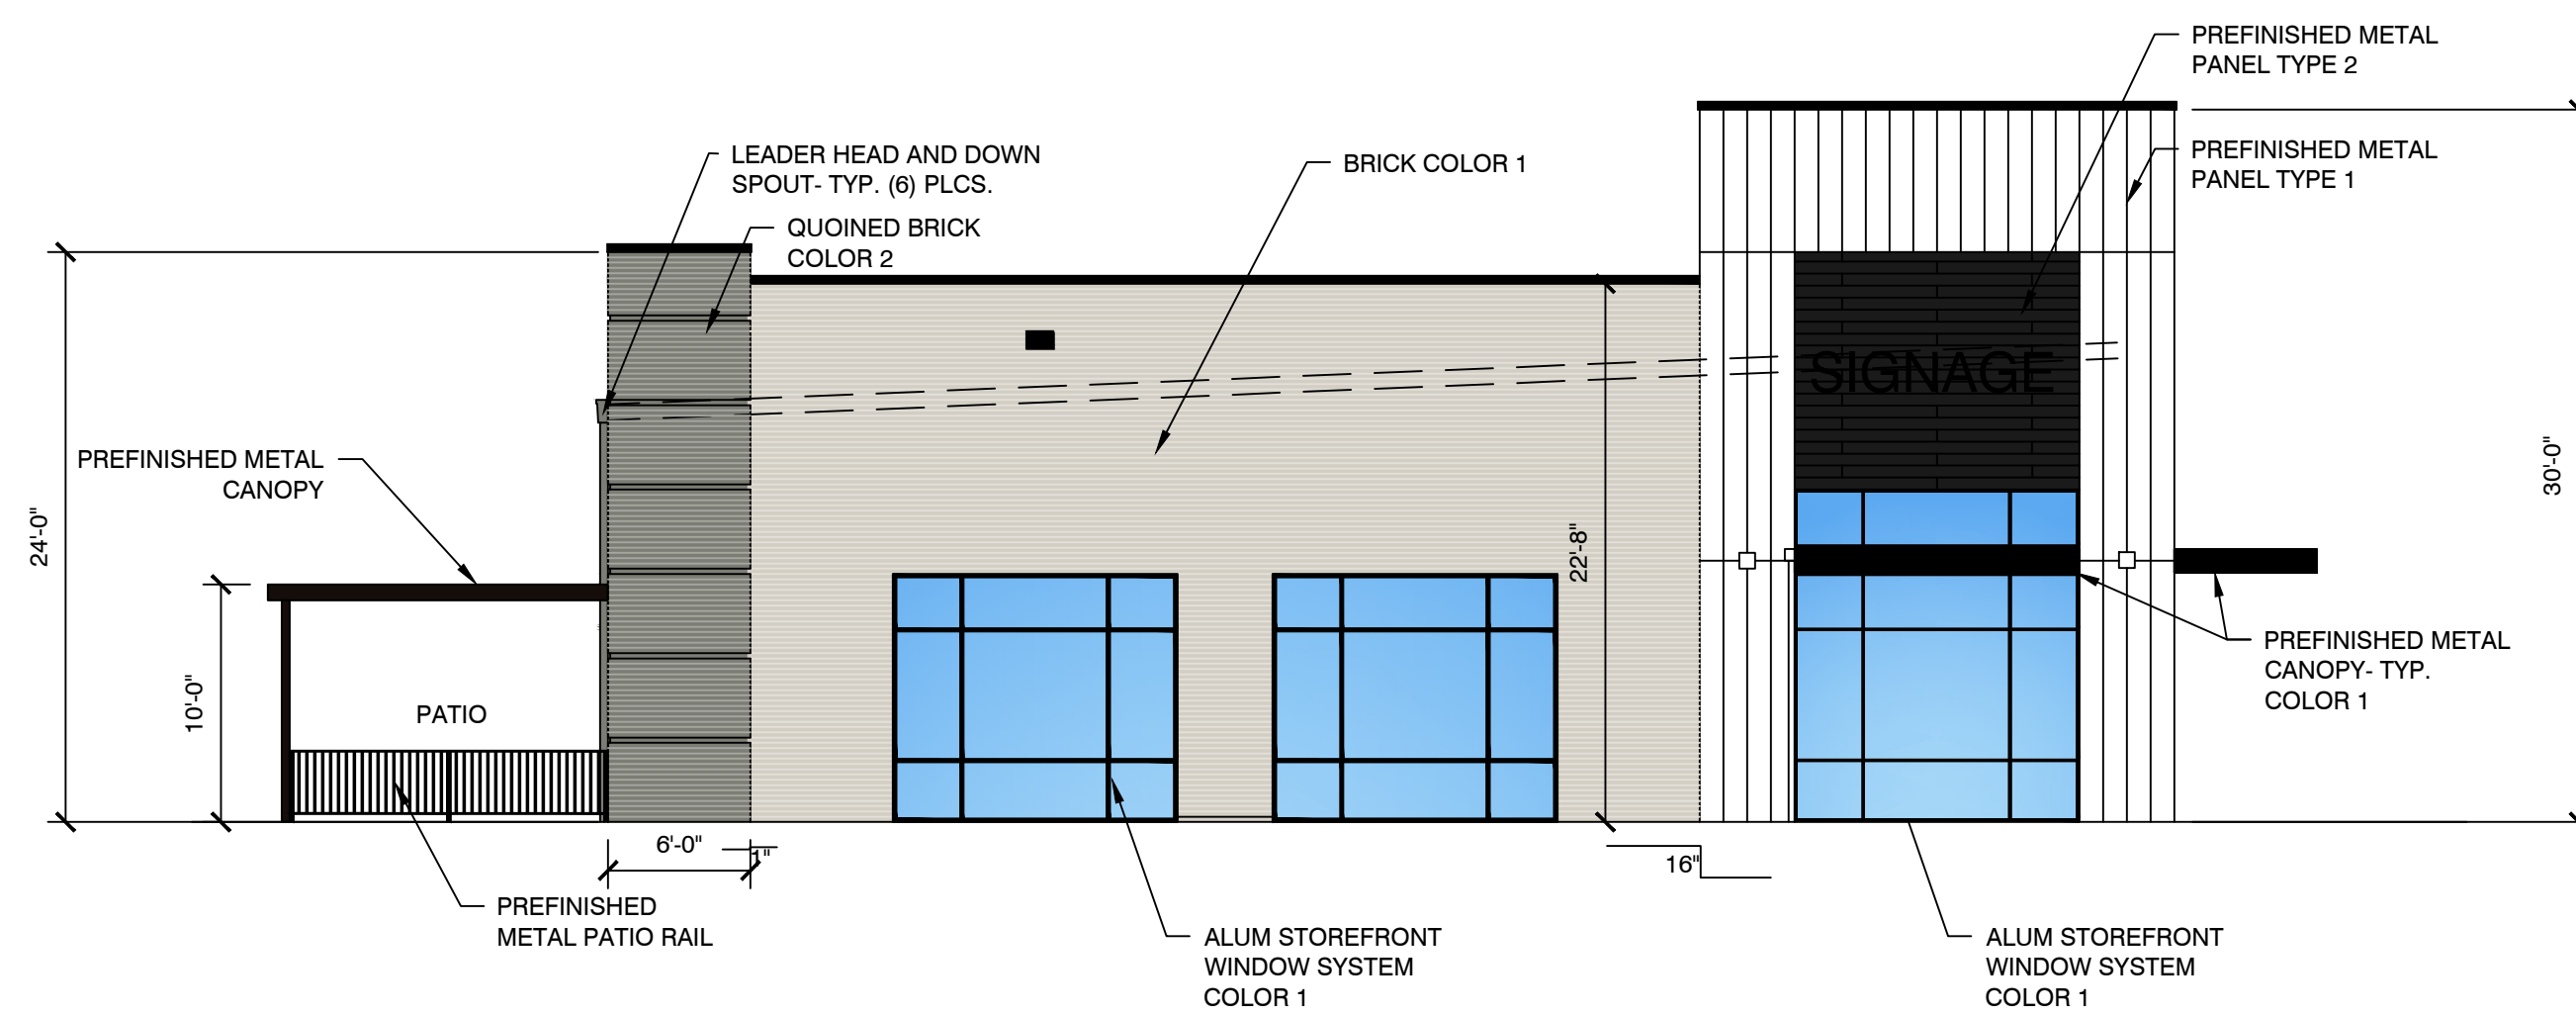 PREFINISHED METAL
PANEL TYPE 2
LEADER HEAD AND DOWN
SPOUT- TYP. (6) PLCS.
BRICK COLOR 1
PREFINISHED METAL
PANEL TYPE 1
QUOINED BRICK
COLOR 2
SIGNAGE
PREFINISHED METAL
CANOPY
24'-0"
22'-8"
30'-0"
10'-0"
PATIO
PREFINISHED METAL
CANOPY- TYP.
COLOR 1
6'-0"
1"
16"
PREFINISHED
METAL PATIO RAIL
ALUM STOREFRONT
WINDOW SYSTEM
COLOR 1
ALUM STOREFRONT
WINDOW SYSTEM
COLOR 1